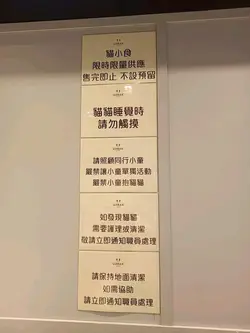 貓小食
限時限量供應
售完即止 不設預留
貓貓睡覺時
請勿觸摸
請照顧同行小童
嚴禁讓小童單獨活動
嚴禁小童抱貓貓
如發現貓貓
需要護理或清潔
敬請立即通知職員處理
請保持地面清潔
如需協助
請立即通知職員處理